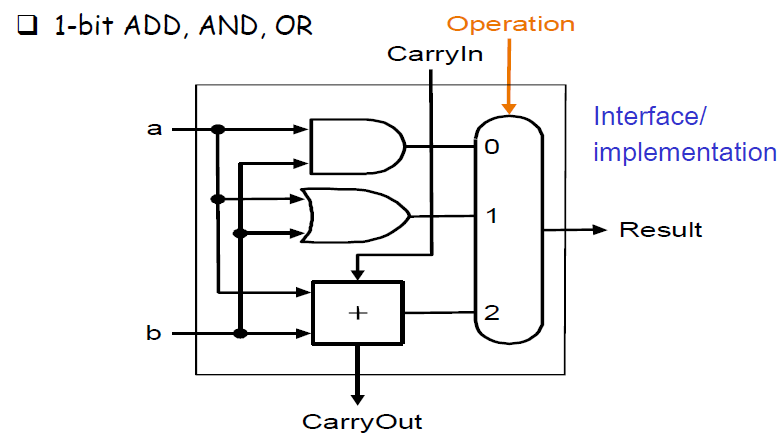 ❑ 1-bit ADD, AND, OR
Operation
CarryIn
Interface/
implementation
a
0
1
Result
+
2
b
CarryOut